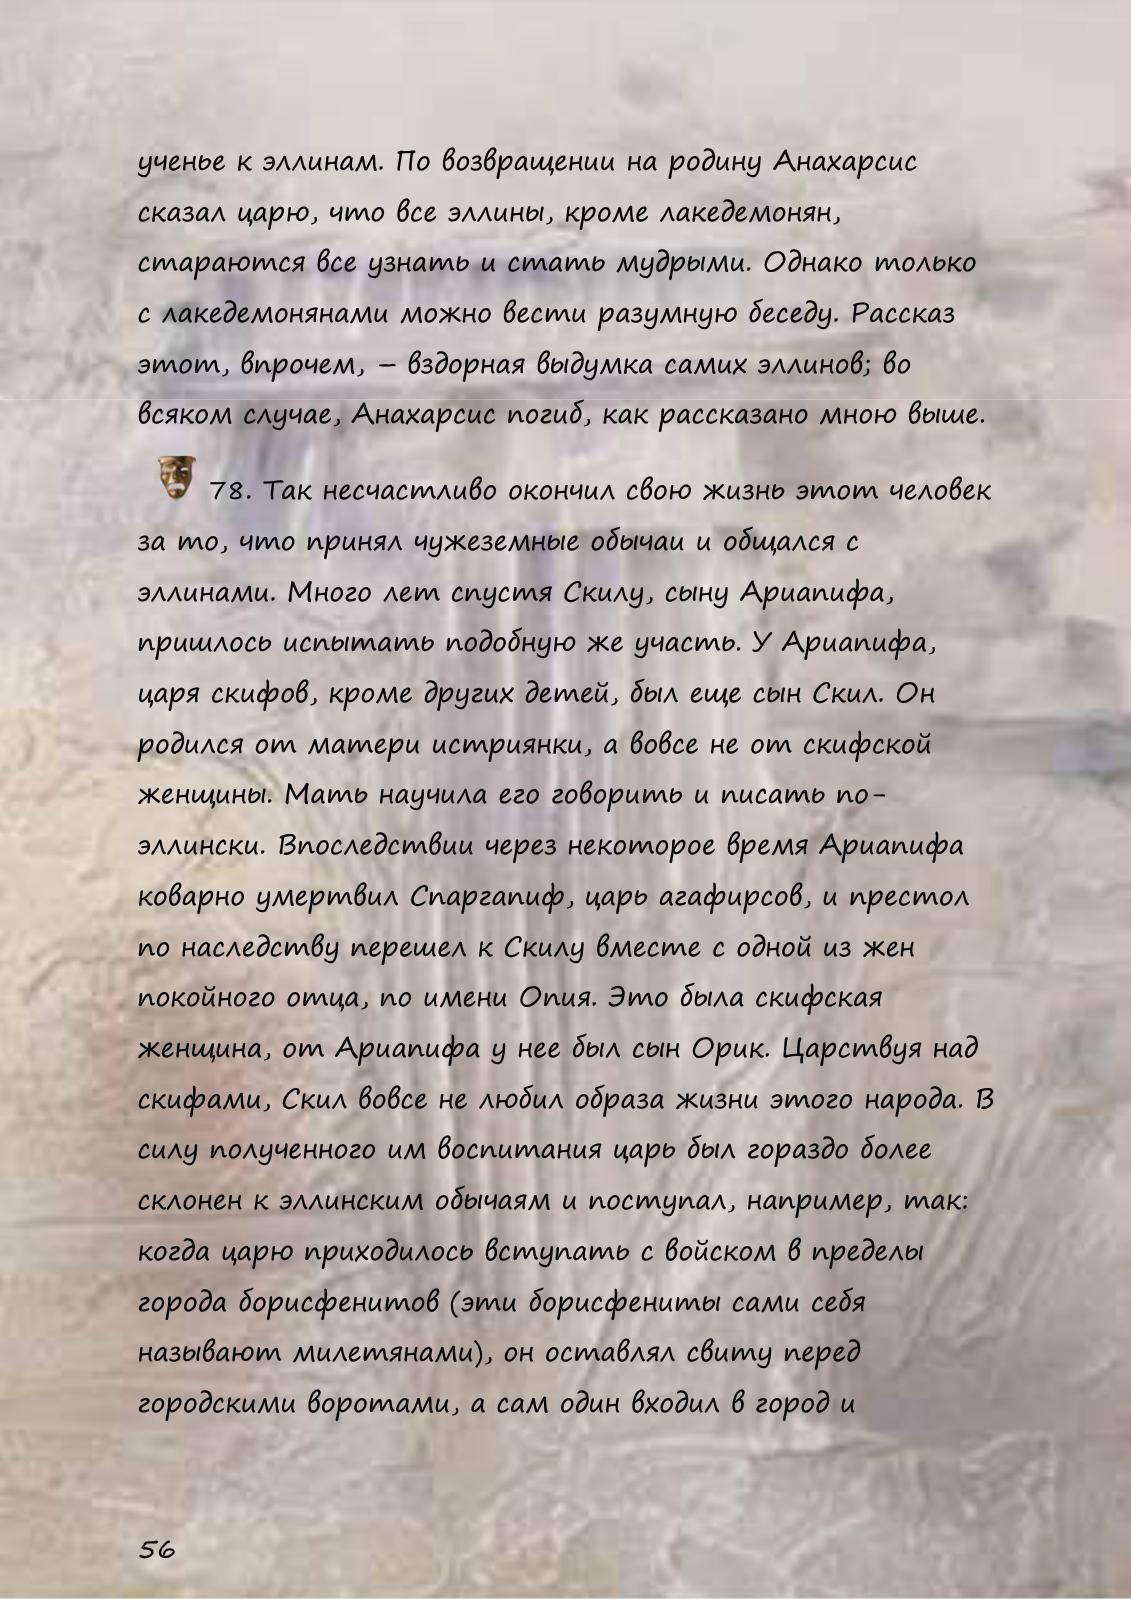 ученье к эллинам. По возвращении на родину Анахарсис
сказал царю, что все эллины, кроме лакедемонян,
стараются все узнать и стать мудрыми. Однако только
с лакедемонянами можно вести разумную беседу. Рассказ
этот, впрочем, – вздорная выдумка самих эллинов; во
всяком случае, Анахарсис погиб, как рассказано мною выше.
78. Так несчастливо окончил свою жизнь этот человек
за то, что принял чужеземные обычаи и общался с
эллинами. Много лет спустя Скилу, сыну Ариапифа,
пришлось испытать подобную же участь. У Ариапифа,
царя скифов, кроме других детей, был еще сын Скил. Он
родился от матери истриянки, а вовсе не от скифской
женщины. Мать научила его говорить и писать по-
эллински. Впоследствии через некоторое время Ариапифа
коварно умертвил Спаргапиф, царь агафирсов, и престол
по наследству перешел к Скилу вместе с одной из жен
покойного отца, по имени Опия. Это была скифская
женщина, от Ариапифа у нее был сын Орик. Царствуя над
скифами, Скил вовсе не любил образа жизни этого народа. В
силу полученного им воспитания царь был гораздо более
склонен к эллинским обычаям и поступал, например, так:
когда царю приходилось вступать с войском в пределы
города борисфенитов (эти борисфениты сами себя
называют милетянами), он оставлял свиту перед
городскими воротами, а сам один входил в город и
56